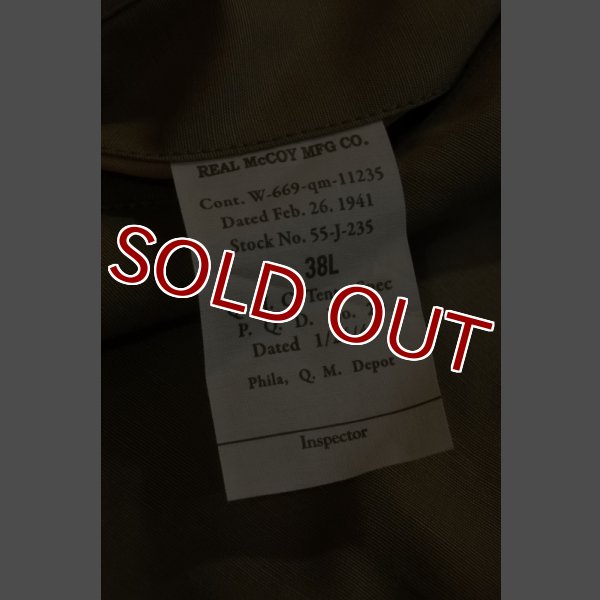 REAL McCOY MFG CO.
Cont. W-669-qm-11235
Dated Feb. 26. 1941
Stock No. 55-J-235
38L
SOLD OUT
P. Q. D.
Dated
Phila, Q. M. Depot
Inspector